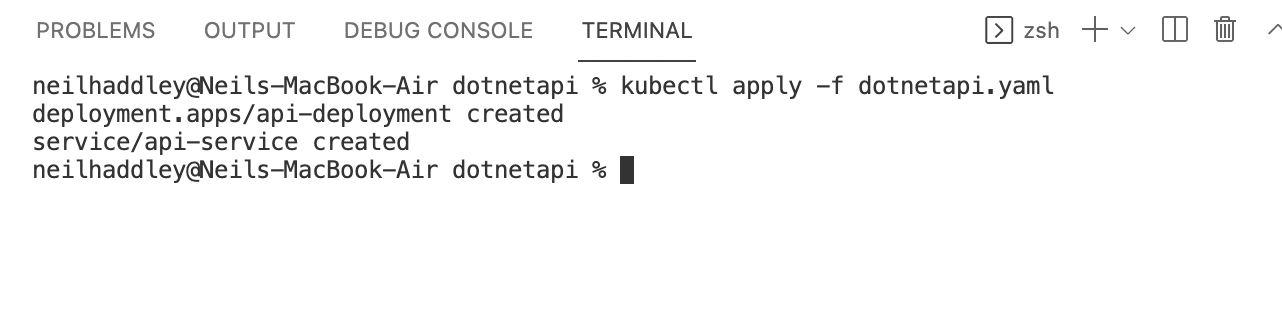 PROBLEMS OUTPUT DEBUG CONSOLE TERMINAL zsh
neilhaddley@Neils-MacBook-Air dotnetapi % kubectl apply -f dotnetapi.yaml
deployment.apps/api-deployment created
service/api-service created
neilhaddley@Neils-MacBook-Air dotnetapi %